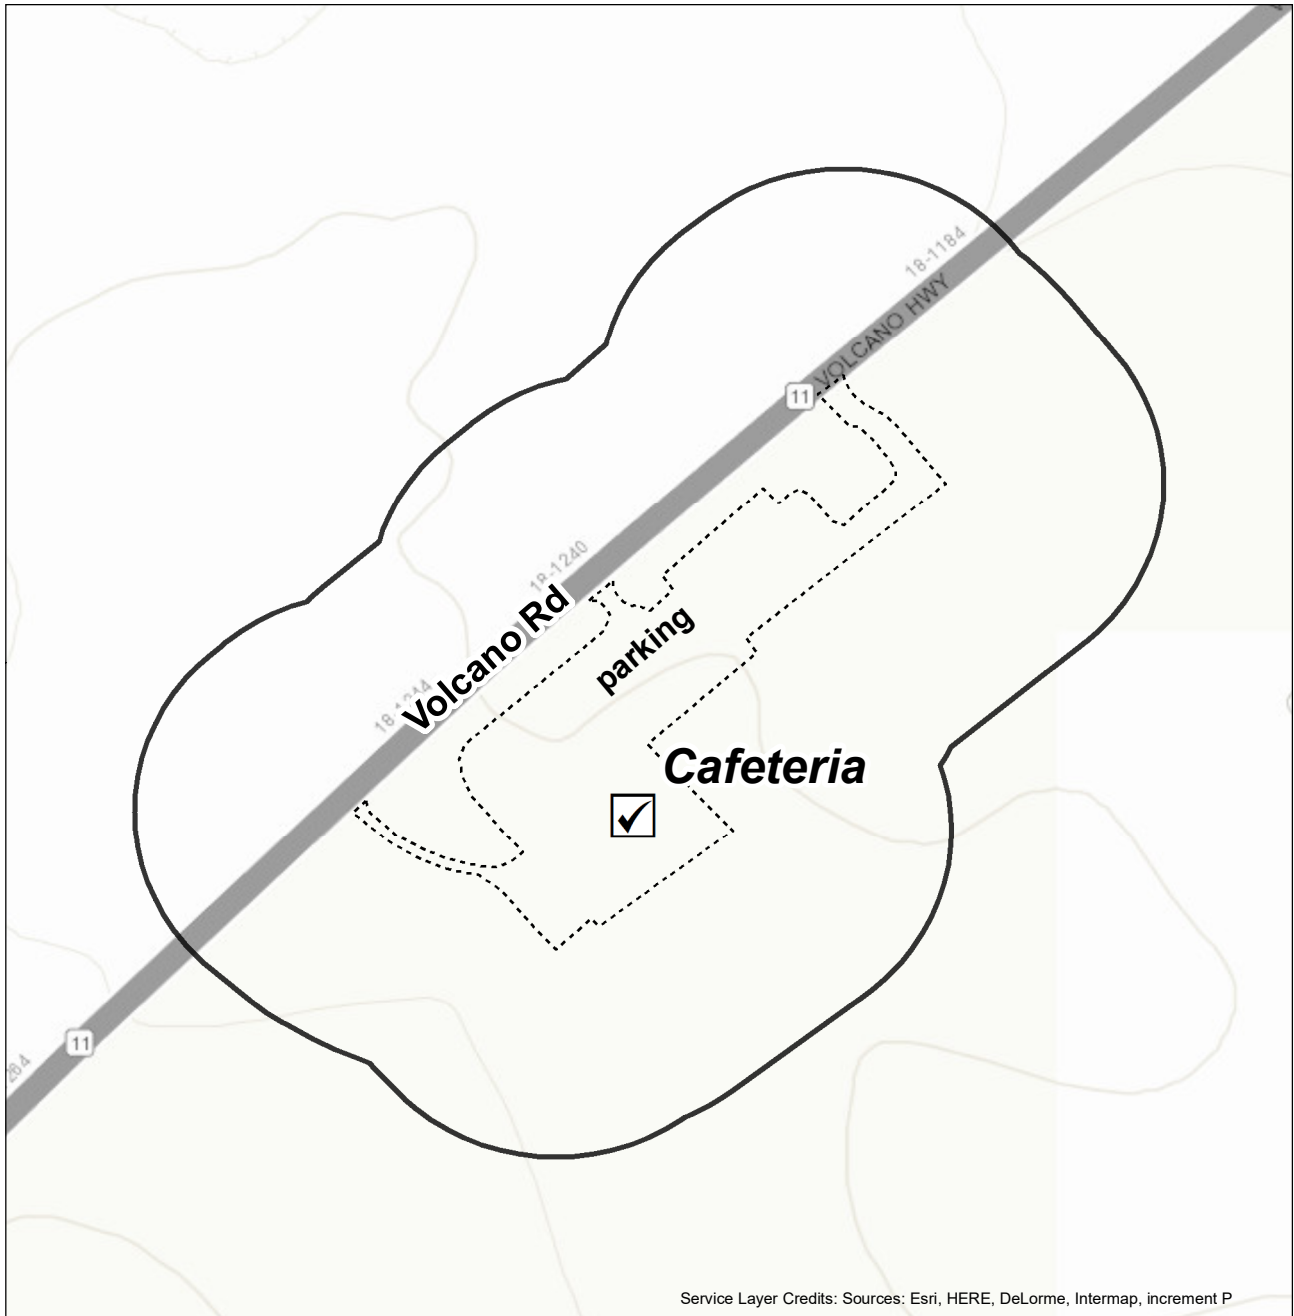 18-1184
VOLCANO HWY
11
18-1240
Volcano Rd
parking
Cafeteria
11
Service Layer Credits: Sources: Esri, HERE, DeLorme, Intermap, increment P